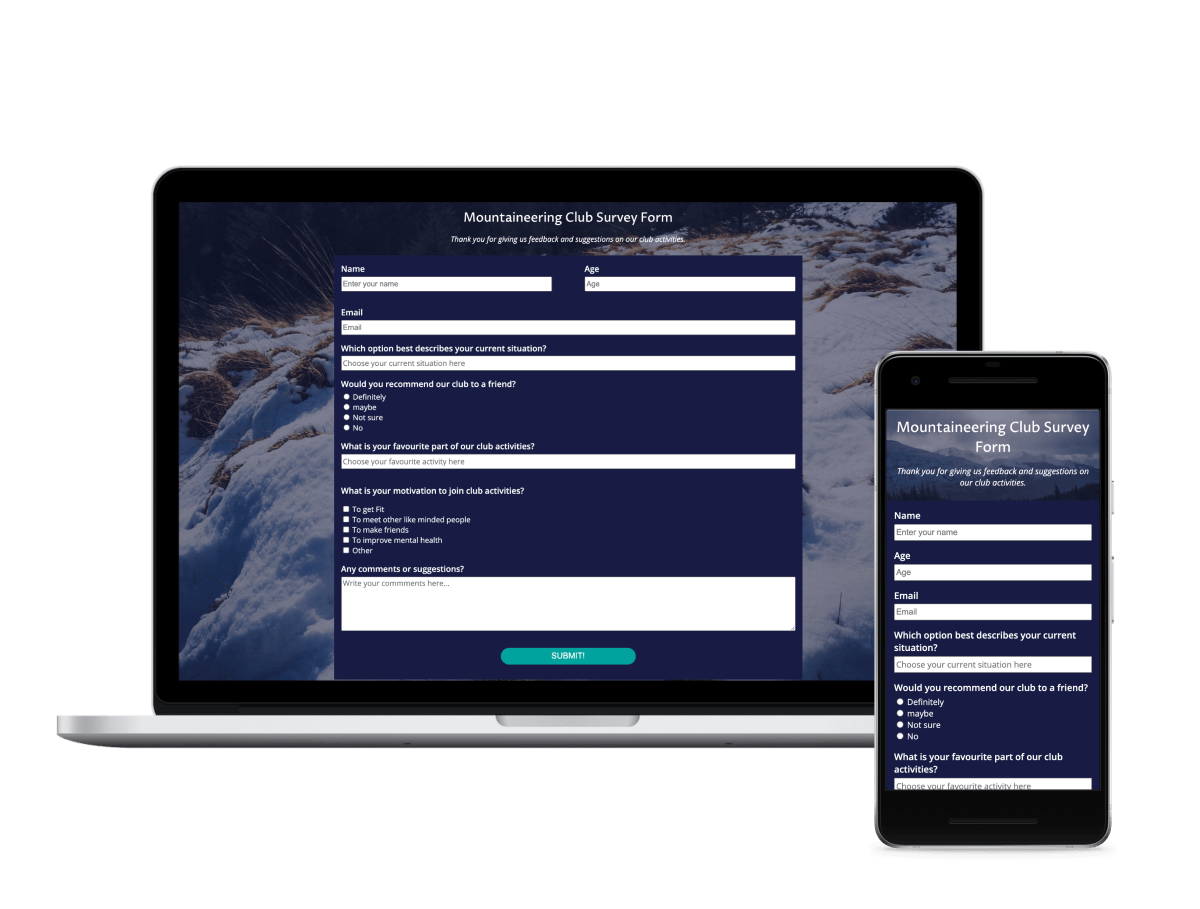 Mountaineering Club Survey Form
Thank you for giving us feedback and suggestions on our club activities.
Name
Age
Enter your name
Age
Email
Email
Which option best describes your current situation?
Choose your current situation here
Would you recommend our club to a friend?
Definitely
maybe
Not sure
No
What is your favourite part of our club activities?
Choose your favourite activity here
What is your motivation to join club activities?
To get Fit
To meet other like minded people
To make friends
To improve mental health
Other
Any comments or suggestions?
Write your commments here...
SUBMIT!
Mountaineering Club Survey
Form
Thank you for giving us feedback and suggestions on
our club activities.
Name
Enter your name
Age
Age
Email
Email
Which option best describes your current
situation?
Choose your current situation here
Would you recommend our club to a friend?
Definitely
maybe
Not sure
No
What is your favourite part of our club
activities?
Choose your favourite activity here